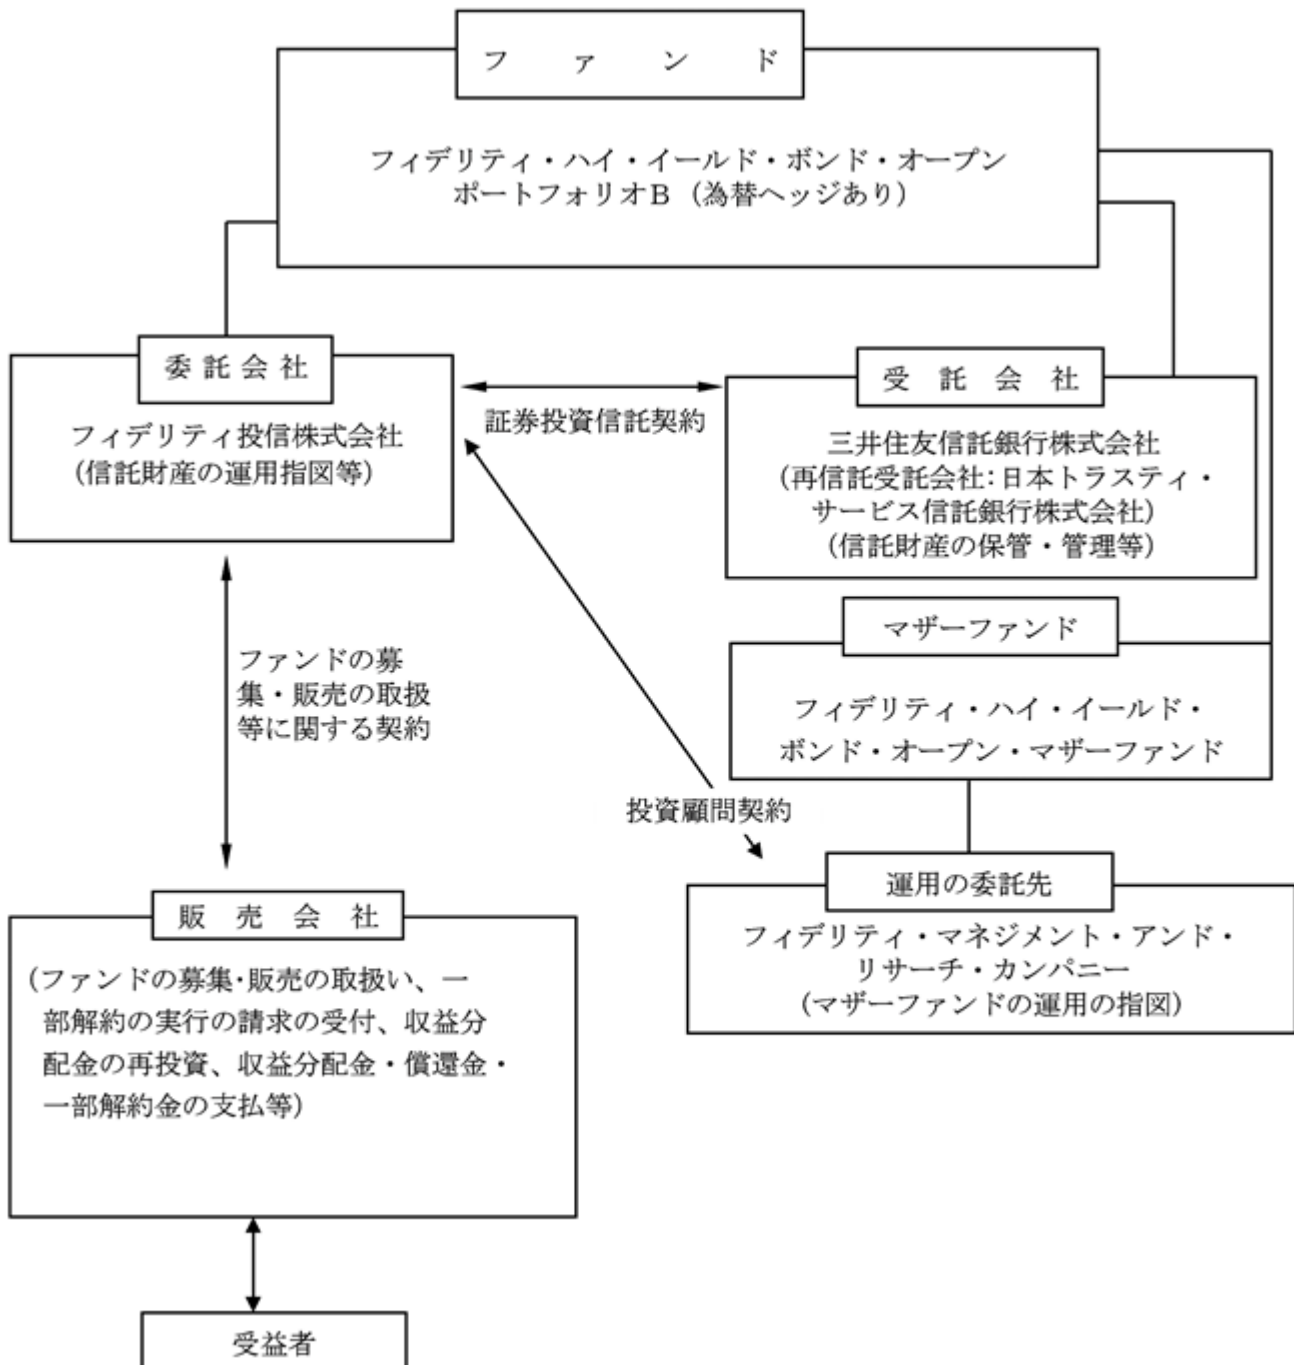 ファンド
フィデリティ・ハイ・イールド・ボンド・オープン
ポートフォリオB（為替ヘッジあり）
委託会社
フィデリティ投信株式会社
（信託財産の運用指図等）
証券投資信託契約
受託会社
三井住友信託銀行株式会社
（再信託受託会社：日本トラスティ・
サービス信託銀行株式会社）
（信託財産の保管・管理等）
ファンドの募
集・販売の取扱
等に関する契約
マザーファンド
フィデリティ・ハイ・イールド・
ボンド・オープン・マザーファンド
投資顧問契約
運用の委託先
フィデリティ・マネジメント・アンド・
リサーチ・カンパニー
（マザーファンドの運用の指図）
販売会社
（ファンドの募集・販売の取扱い、一
部解約の実行の請求の受付、収益分
配金の再投資、収益分配金・償還金・
一部解約金の支払等）
受益者